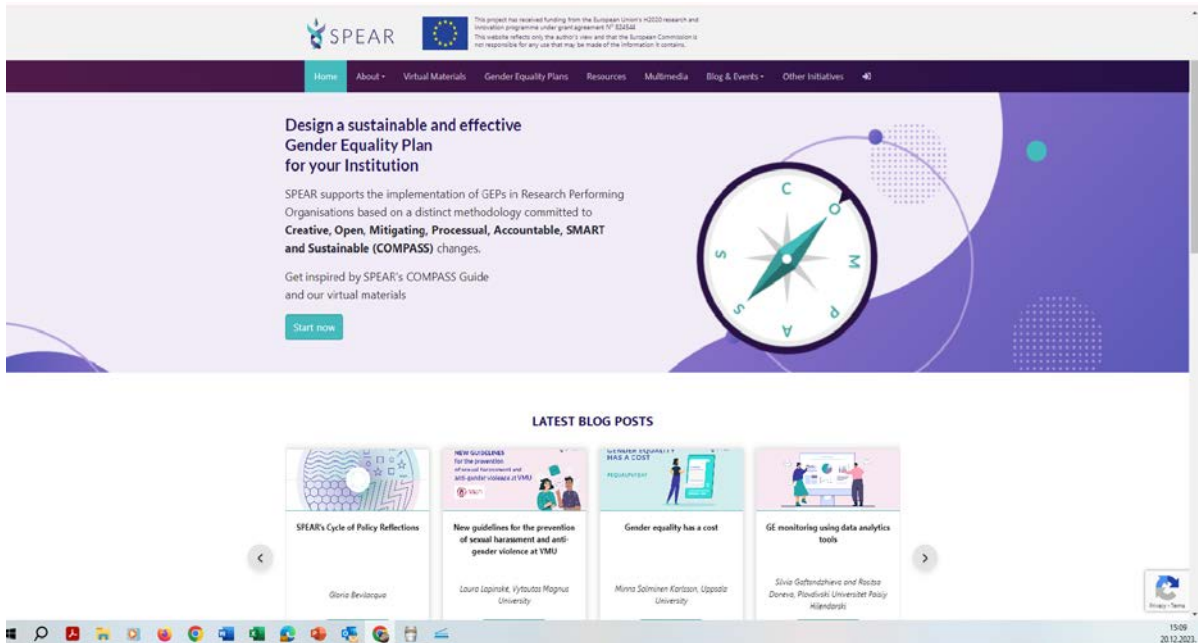 SPEAR
This project has received funding from the European Union's H2020 research and
innovation programme under grant agreement N° 824544
This website reflects only the author's view and that the European Commission is
not responsible for any use that may be made of the information it contains.
Home About Virtual Materials Gender Equality Plans Resources Multimedia Blog & Events Other Initiatives
Design a sustainable and effective
Gender Equality Plan
for your Institution
SPEAR supports the implementation of GEPs in Research Performing
Organisations based on a distinct methodology committed to
Creative, Open, Mitigating, Processual, Accountable, SMART
and Sustainable (COMPASS) changes.
Get inspired by SPEAR's COMPASS Guide
and our virtual materials
Start now
C O M P A S S
LATEST BLOG POSTS
SPEAR's Cycle of Policy Reflections
Gloria Bevilacqua
NEW GUIDELINES
for the prevention
of sexual harassment and
anti-gender violence at VMU
New guidelines for the prevention
of sexual harassment and anti-
gender violence at VMU
Laura Lapinskė, Vytautas Magnus
University
GENDER EQUALITY
HAS A COST
#EQUALPAYDAY
Gender equality has a cost
Minna Salminen Karlsson, Uppsala
University
GE monitoring using data analytics
tools
Silvia Gaftandzhieva and Rositsa
Doneva, Plovdivski Universitet Paisiy
Hilendarski
Privacy - Terms
15:09
20.12.2023